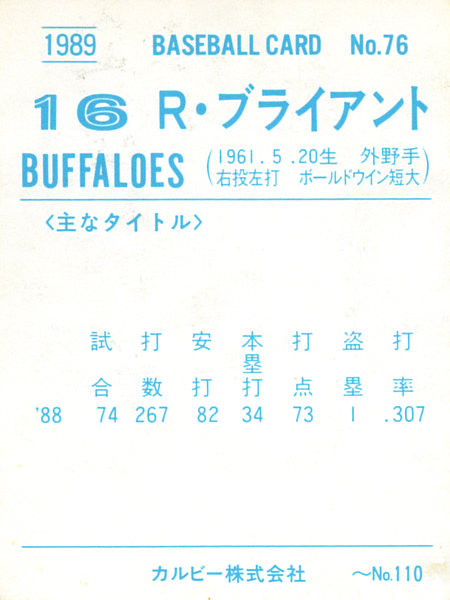 1989 BASEBALL CARD No.76
16 R・ブライアント
BUFFALOES (1961.5.20生 外野手
右投左打 ボールドウイン短大)
〈主なタイトル〉
試合 打数 安打 本塁打 打点 盗塁 打率
'88 74 267 82 34 73 1 .307
カルビー株式会社 〜No.110